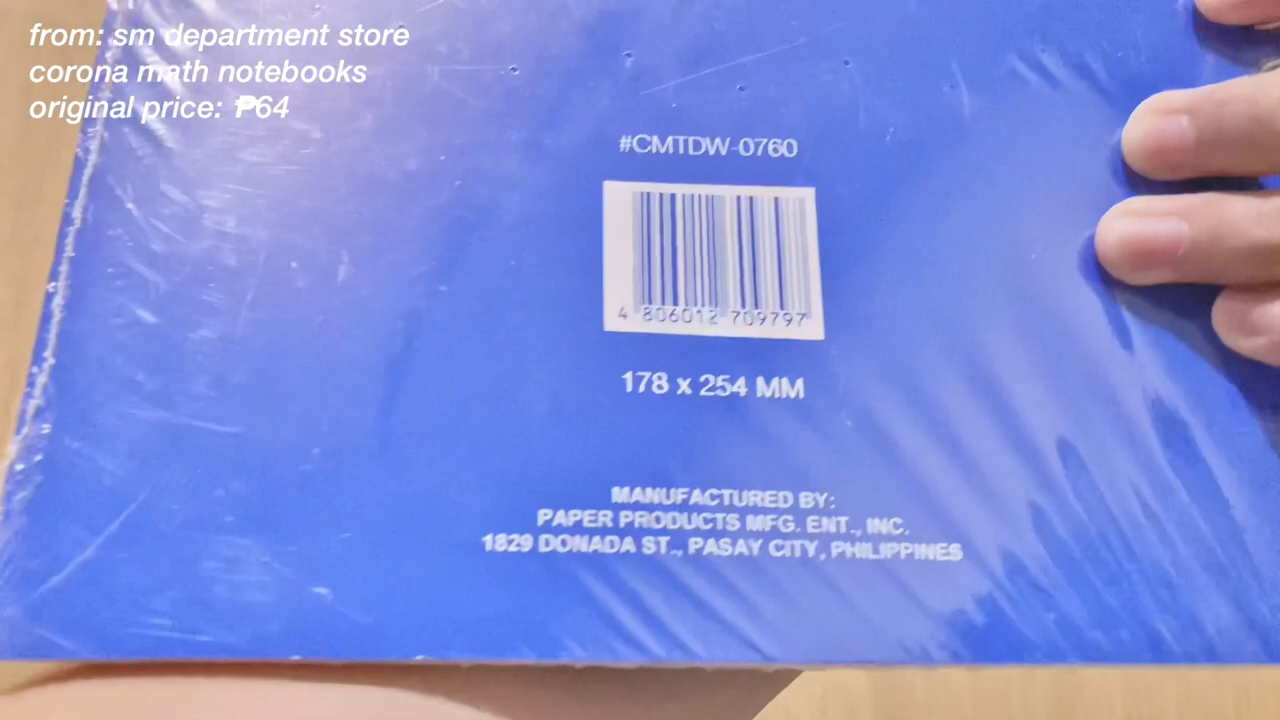 from: sm department store
corona math notebooks
original price: ₱64
#CMTDW-0760
4 806012 709797
178 x 254 MM
MANUFACTURED BY:
PAPER PRODUCTS MFG. ENT., INC.
1829 DONADA ST., PASAY CITY, PHILIPPINES